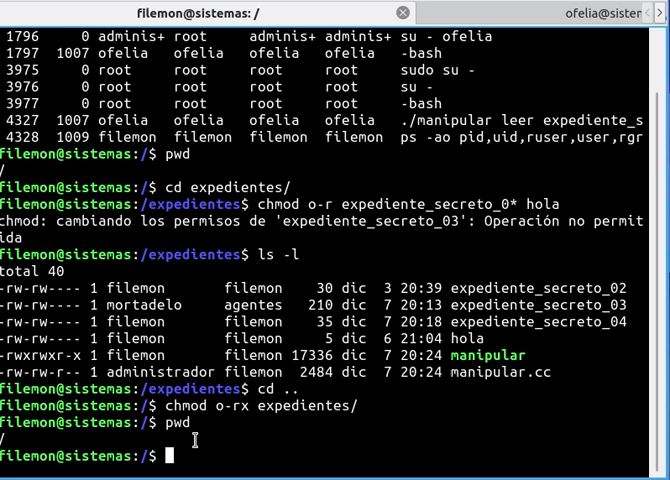 filemon@sistemas: /
ofelia@sistem
1796 0 adminis+ root adminis+ adminis+ su - ofelia
1797 1007 ofelia ofelia ofelia ofelia -bash
3975 0 root root root root sudo su -
3976 0 root root root root su -
3977 0 root root root root -bash
4327 1007 ofelia ofelia ofelia ofelia ./manipular leer expediente_s
4328 1009 filemon filemon filemon filemon ps -ao pid,uid,ruser,user,rgr
filemon@sistemas:/$ pwd
/
filemon@sistemas:/$ cd expedientes/
filemon@sistemas:/expedientes$ chmod o-r expediente_secreto_0* hola
chmod: cambiando los permisos de 'expediente_secreto_03': Operación no permit
ida
filemon@sistemas:/expedientes$ ls -l
total 40
-rw-rw---- 1 filemon filemon 30 dic 3 20:39 expediente_secreto_02
-rw-rw---- 1 mortadelo agentes 210 dic 7 20:13 expediente_secreto_03
-rw-rw---- 1 filemon filemon 35 dic 7 20:18 expediente_secreto_04
-rw-rw---- 1 filemon filemon 5 dic 6 21:04 hola
-rwxrwxr-x 1 filemon filemon 17336 dic 7 20:24 manipular
-rw-rw-r-- 1 administrador filemon 2484 dic 7 20:24 manipular.cc
filemon@sistemas:/expedientes$ cd ..
filemon@sistemas:/$ chmod o-rx expedientes/
filemon@sistemas:/$ pwd
/
filemon@sistemas:/$